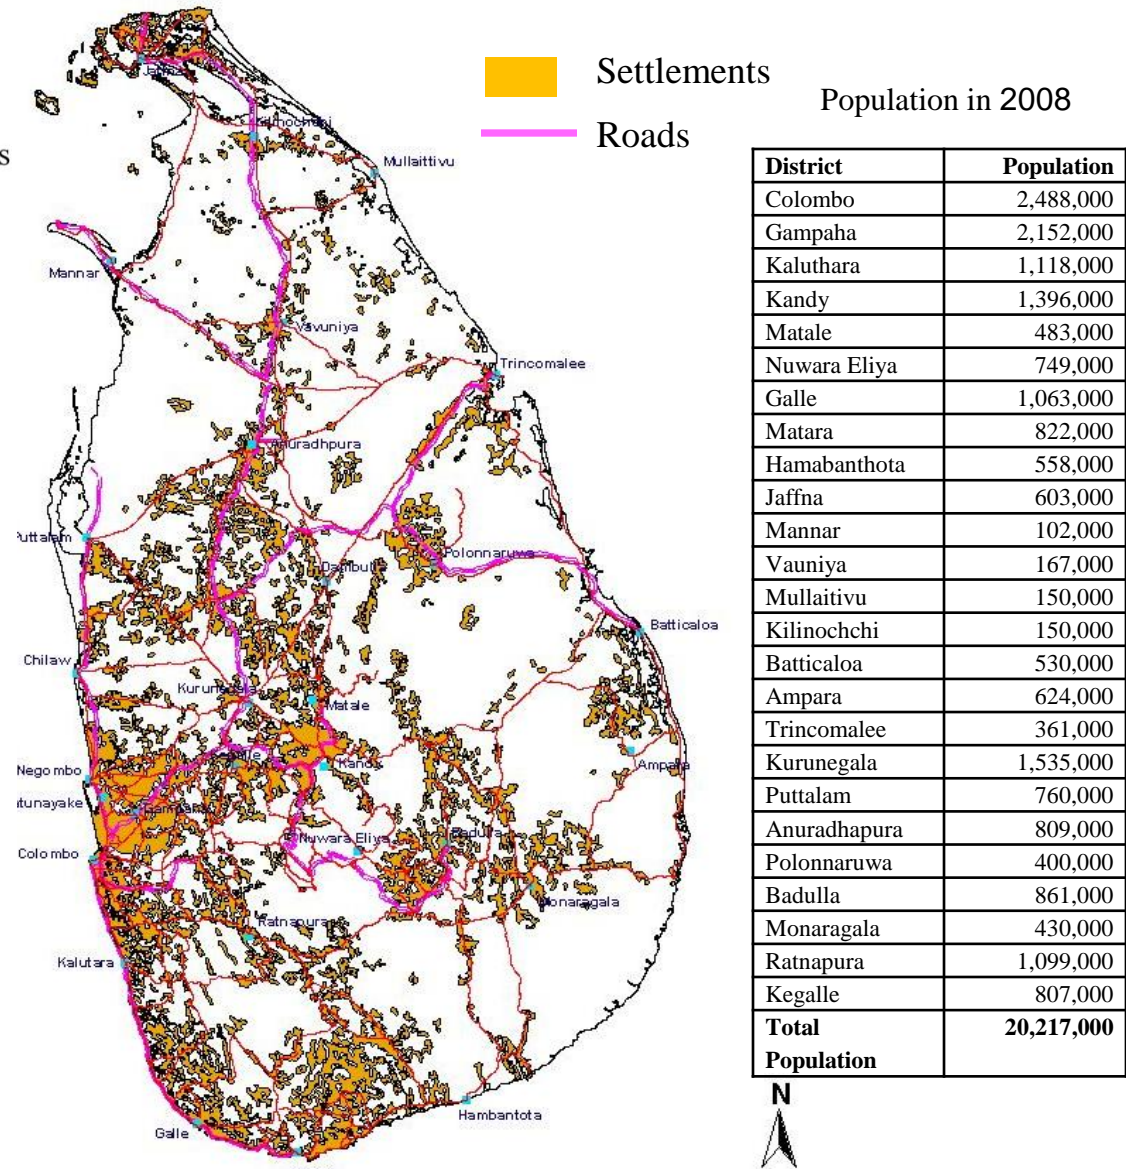 Settlements
Roads
Population in 2008
s
District Population
Colombo 2,488,000
Gampaha 2,152,000
Kaluthara 1,118,000
Kandy 1,396,000
Matale 483,000
Nuwara Eliya 749,000
Galle 1,063,000
Matara 822,000
Hamabanthota 558,000
Jaffna 603,000
Mannar 102,000
Vauniya 167,000
Mullaitivu 150,000
Kilinochchi 150,000
Batticaloa 530,000
Ampara 624,000
Trincomalee 361,000
Kurunegala 1,535,000
Puttalam 760,000
Anuradhapura 809,000
Polonnaruwa 400,000
Badulla 861,000
Monaragala 430,000
Ratnapura 1,099,000
Kegalle 807,000
Total 20,217,000
Population
N
Mullaittivu
Mannar
Vavuniya
Trincomalee
Anuradhpura
Puttalam
Polonnaruwa
Dambulla
Batticaloa
Chilaw
Kurunegala
Matale
Kandy
Ampara
Negombo
tunayake
Colombo
Nuwara Eliya
Badulla
Monaragala
Ratnapura
Kalutara
Hambantota
Galle